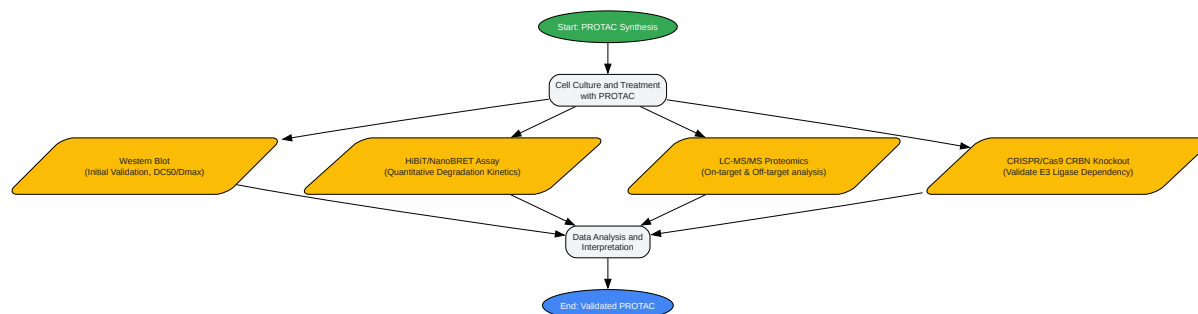 Start: PROTAC Synthesis
Cell Culture and Treatment
with PROTAC
Western Blot
(Initial Validation, DC50/Dmax)
HiBiT/NanoBRET Assay
(Quantitative Degradation Kinetics)
LC-MS/MS Proteomics
(On-target & Off-target analysis)
CRISPR/Cas9 CRBN Knockout
(Validate E3 Ligase Dependency)
Data Analysis and
Interpretation
End: Validated PROTAC